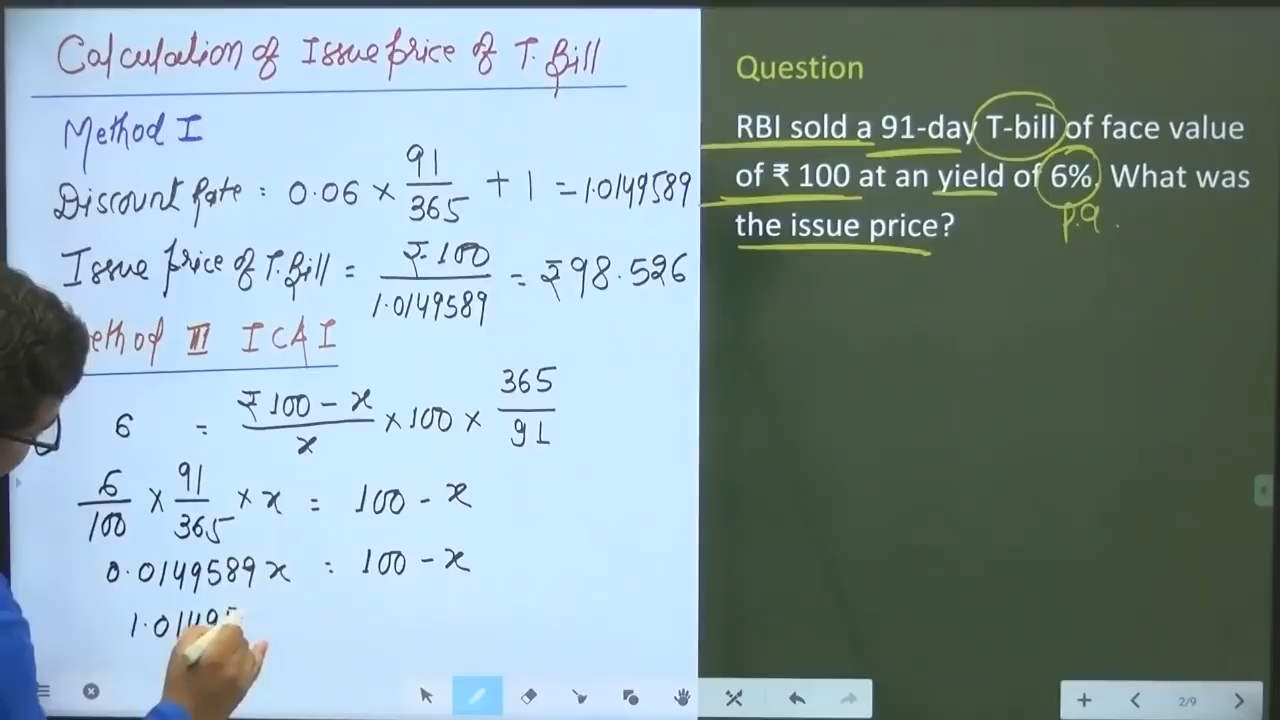 Calculation of Issue price of T. Bill
Method I
Discount Rate : 0.06 × 91/365 + 1 = 1.0149589
Issue price of T. Bill = ₹ 100/1.0149589 = ₹98.526
ethod II ICAI
6 = ₹100 - x/x × 100 × 365/91
6/100 × 91/365 × x = 100 - x
0.0149589 x = 100 - x
1.0149
Question
RBI sold a 91-day T-bill of face value
of ₹ 100 at an yield of 6%. What was
p.a.
the issue price?
2/9